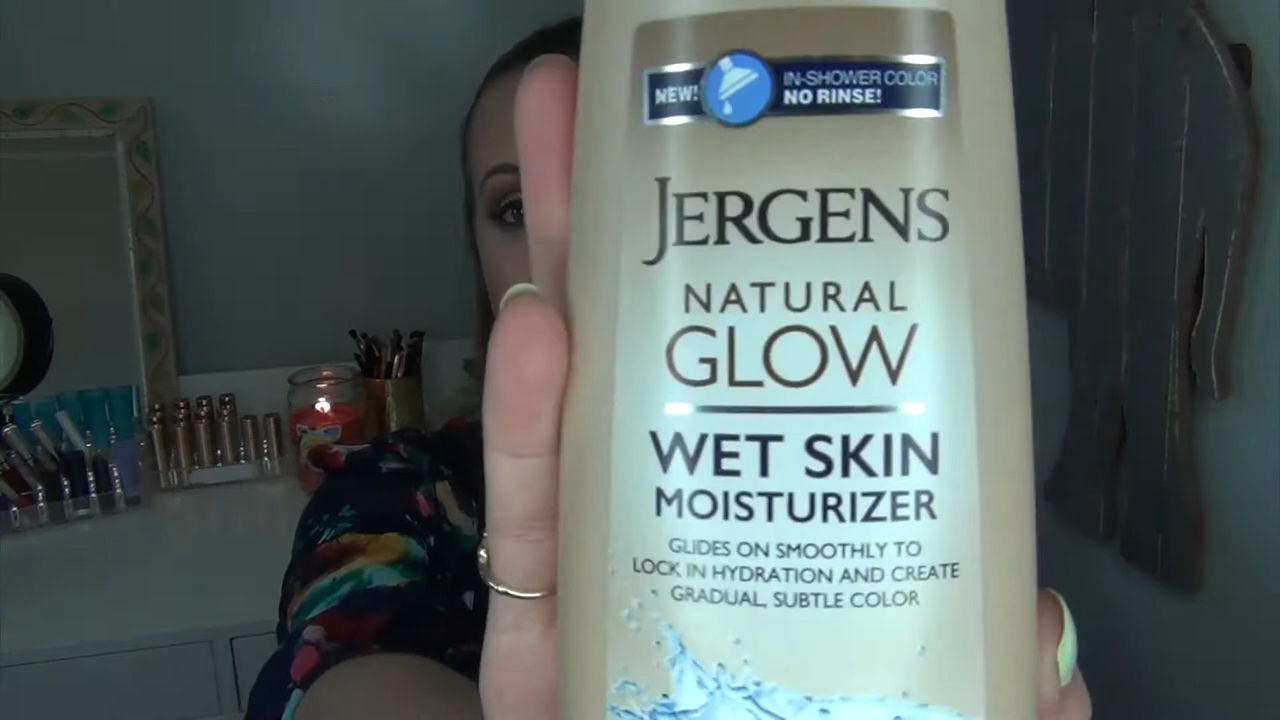 NEW!
IN-SHOWER COLOR
NO RINSE!
JERGENS
NATURAL
GLOW
WET SKIN
MOISTURIZER
GLIDES ON SMOOTHLY TO
LOCK IN HYDRATION AND CREATE
GRADUAL, SUBTLE COLOR